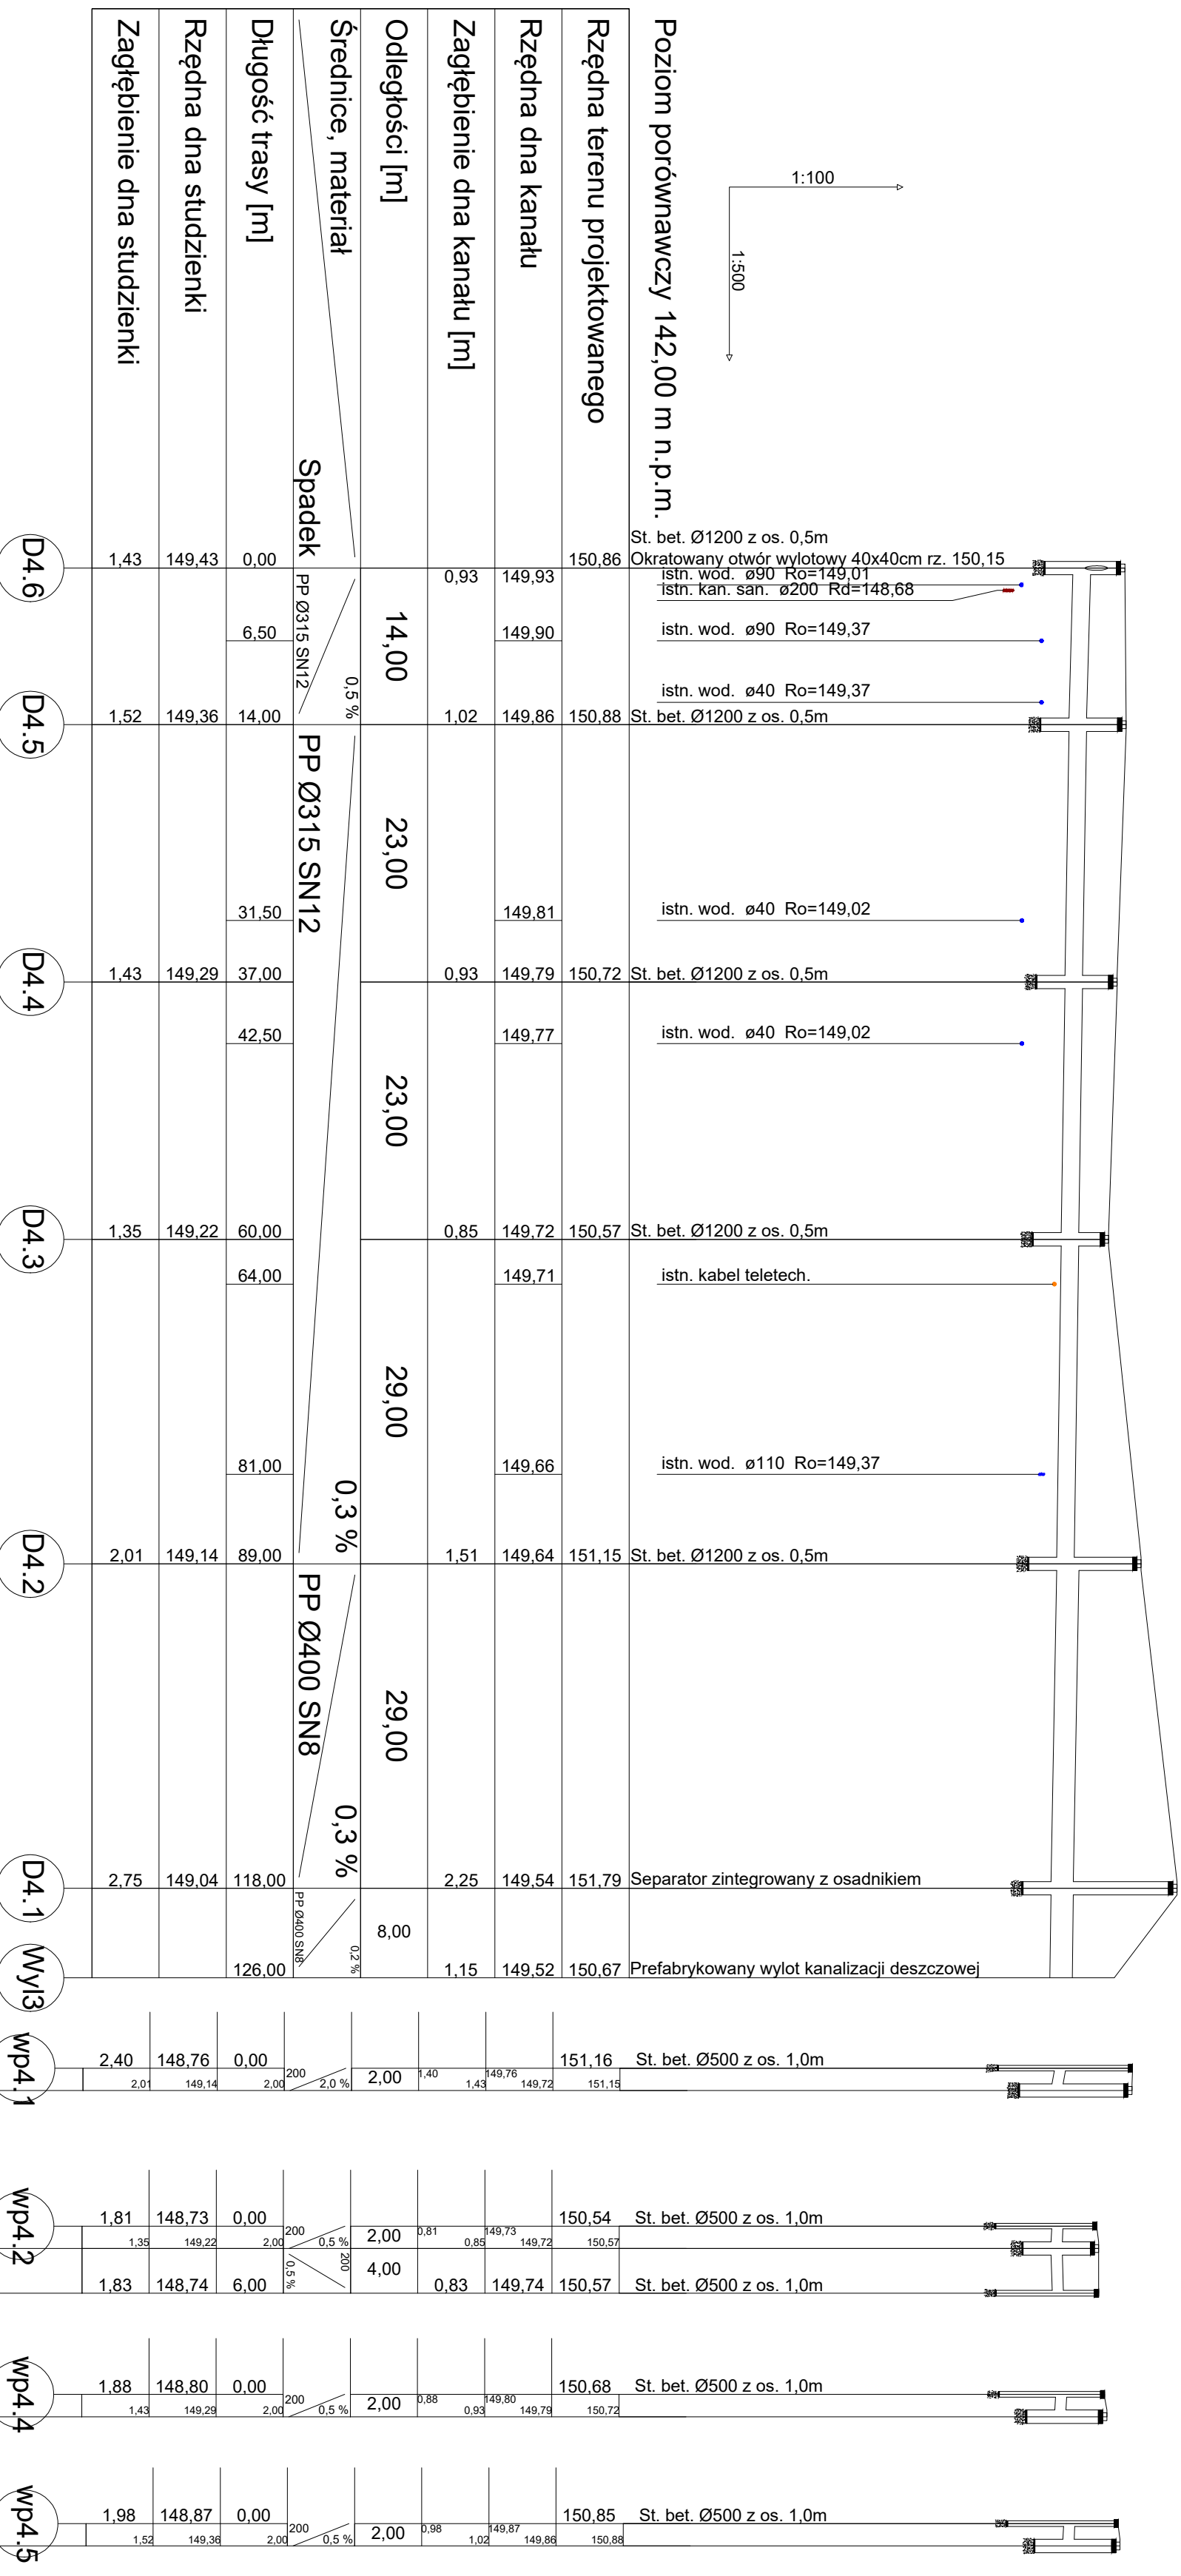 Poziom porównawczy 142,00 m n.p.m.
1:100
1:500
Rzędna terenu projektowanego
Rzędna dna kanału
Zagłębienie dna kanału [m]
Odległości [m]
Średnice, materiał
Spadek
Długość trasy [m]
Rzędna dna studzienki
Zagłębienie dna studzienki
St. bet. Ø1200 z os. 0,5m
D4.6 1,43 149,43 0,00 0,93 149,93 150,86 Okratowany otwór wylotowy 40x40cm rz. 150,15
istn. wod. ø90 Ro=149,01
istn. kan. san. ø200 Rd=148,68
PP Ø315 SN12 0,5 % 14,00
6,50 149,90 istn. wod. ø90 Ro=149,37
istn. wod. ø40 Ro=149,37
D4.5 1,52 149,36 14,00 1,02 149,86 150,88 St. bet. Ø1200 z os. 0,5m
PP Ø315 SN12 23,00
31,50 149,81 istn. wod. ø40 Ro=149,02
D4.4 1,43 149,29 37,00 0,93 149,79 150,72 St. bet. Ø1200 z os. 0,5m
42,50 149,77 istn. wod. ø40 Ro=149,02
23,00
D4.3 1,35 149,22 60,00 0,85 149,72 150,57 St. bet. Ø1200 z os. 0,5m
64,00 149,71 istn. kabel teletech.
29,00
81,00 149,66 istn. wod. ø110 Ro=149,37
0,3 %
D4.2 2,01 149,14 89,00 1,51 149,64 151,15 St. bet. Ø1200 z os. 0,5m
PP Ø400 SN8 0,3 % 29,00
D4.1 2,75 149,04 118,00 2,25 149,54 151,79 Separator zintegrowany z osadnikiem
PP Ø400 SN8 0,2 % 8,00
Wyl3 126,00 1,15 149,52 150,67 Prefabrykowany wylot kanalizacji deszczowej
wp4.1 2,40 148,76 0,00 1,40 149,76 151,16 St. bet. Ø500 z os. 1,0m
200 2,0 % 2,00
2,01 149,14 2,00 1,43 149,72 151,15
wp4.2 1,81 148,73 0,00 0,81 149,73 150,54 St. bet. Ø500 z os. 1,0m
200 0,5 % 2,00
1,35 149,22 2,00 0,85 149,72 150,57
0,5 % 200 4,00
1,83 148,74 6,00 0,83 149,74 150,57 St. bet. Ø500 z os. 1,0m
wp4.4 1,88 148,80 0,00 0,88 149,80 150,68 St. bet. Ø500 z os. 1,0m
200 0,5 % 2,00
1,43 149,29 2,00 0,93 149,79 150,72
wp4.5 1,98 148,87 0,00 0,98 149,87 150,85 St. bet. Ø500 z os. 1,0m
200 0,5 % 2,00
1,52 149,36 2,00 1,02 149,86 150,88